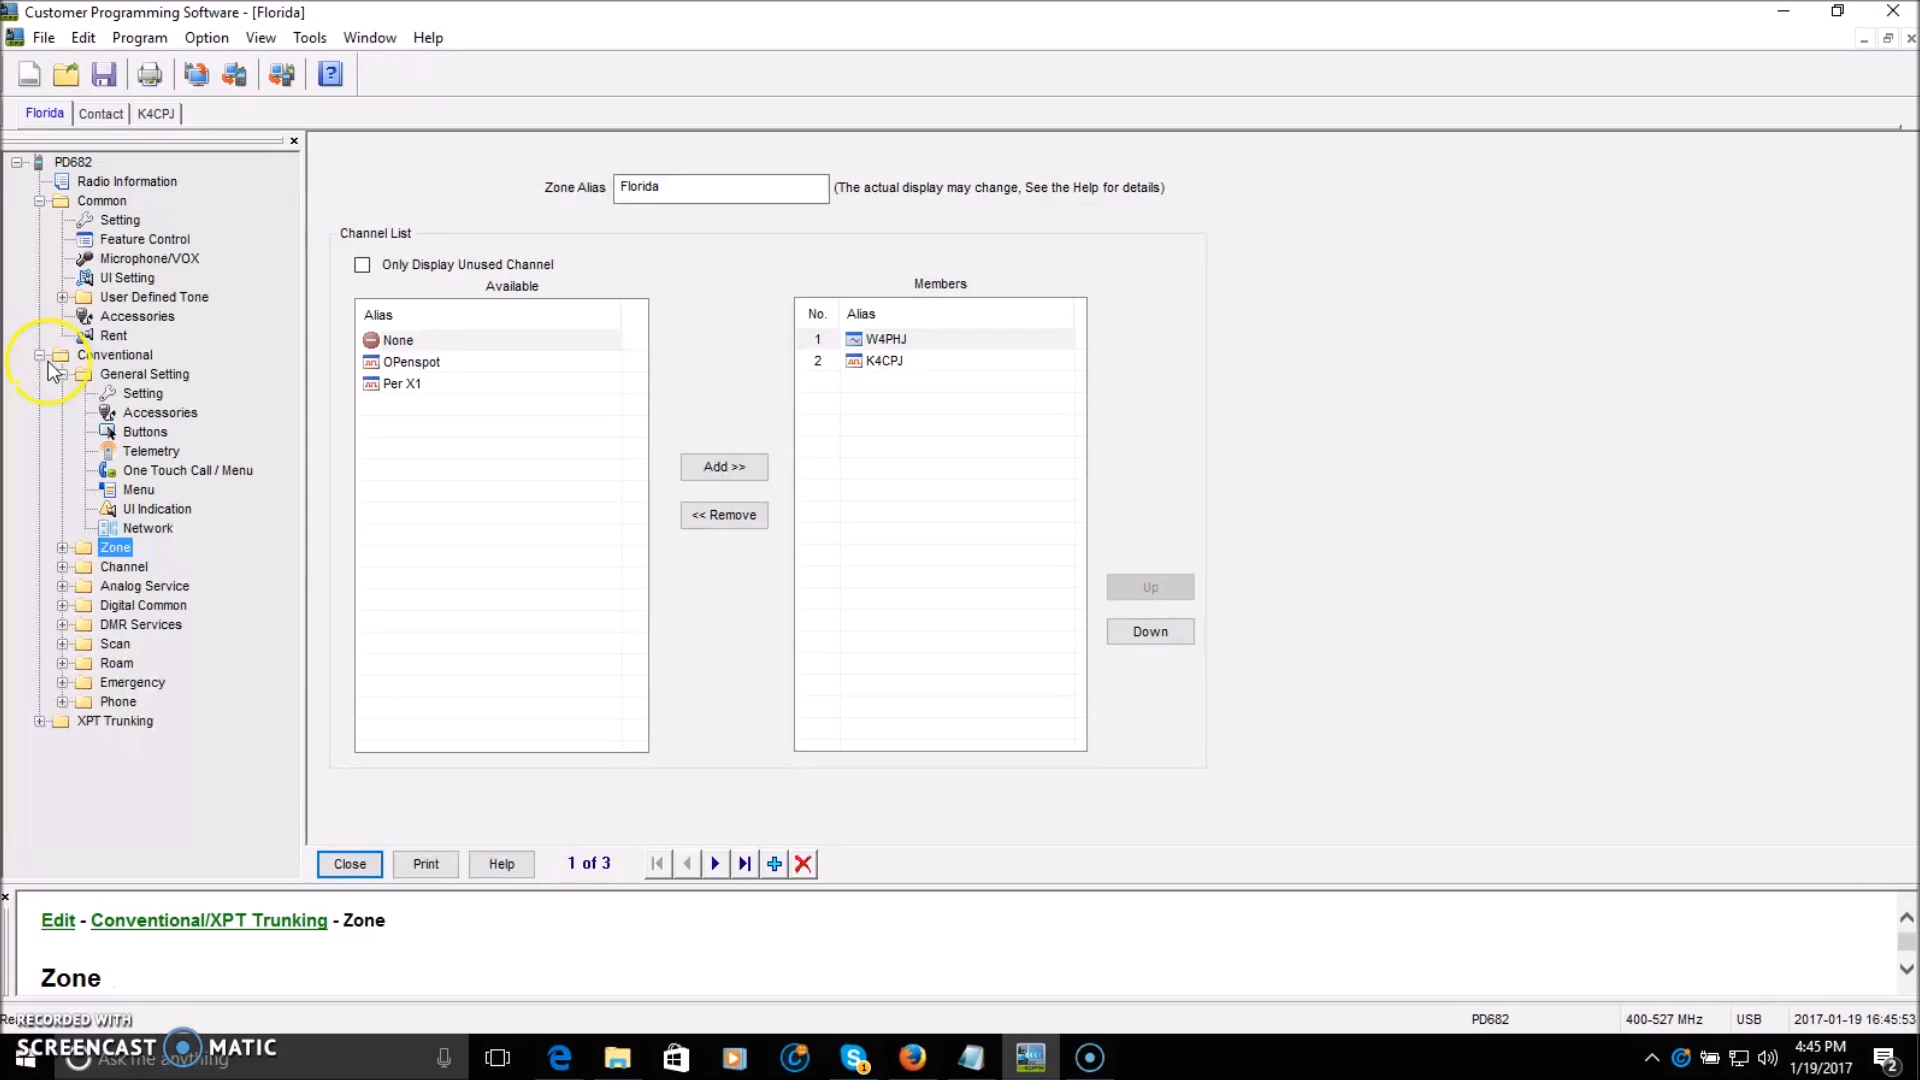 Customer Programming Software - [Florida]
File Edit Program Option View Tools Window Help
Florida Contact K4CPJ
PD682
Radio Information
Common
Setting
Feature Control
Microphone/VOX
UI Setting
User Defined Tone
Accessories
Rent
Conventional
General Setting
Setting
Accessories
Buttons
Telemetry
One Touch Call / Menu
Menu
UI Indication
Network
Zone
Channel
Analog Service
Digital Common
DMR Services
Scan
Roam
Emergency
Phone
XPT Trunking
Zone Alias Florida (The actual display may change, See the Help for details)
Channel List
Only Display Unused Channel
Available
Alias
None
OPenspot
Per X1
Add >>
<< Remove
Members
No. Alias
1 W4PHJ
2 K4CPJ
Up
Down
Close Print Help 1 of 3
Edit - Conventional/XPT Trunking - Zone
Zone
PD682 400-527 MHz USB 2017-01-19 16:45:53
RECORDED WITH
SCREENCAST MATIC
Ask me anything
1
4:45 PM
1/19/2017
2